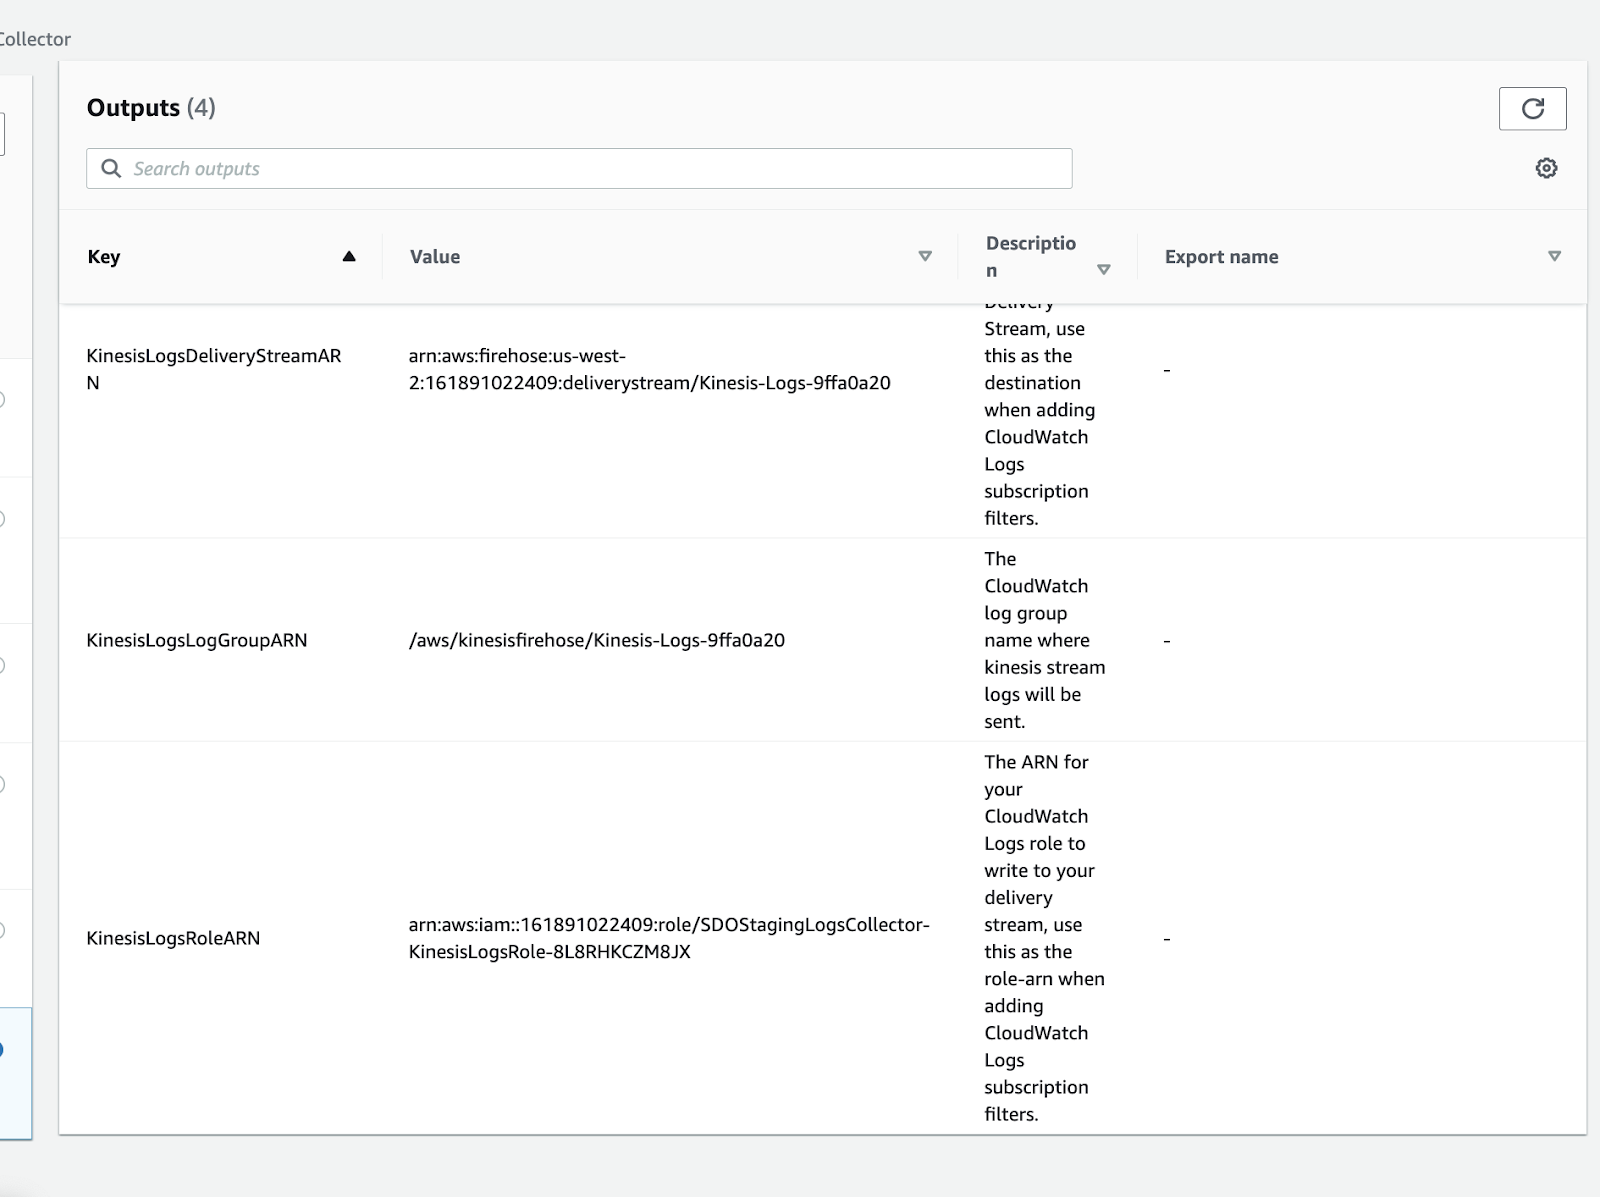 Collector
Outputs (4)
Search outputs
Key
Value
Descriptio
n
Export name
KinesisLogsDeliveryStreamAR
N
arn:aws:firehose:us-west-
2:161891022409:deliverystream/Kinesis-Logs-9ffa0a20
Delivery
Stream, use
this as the
destination
when adding
CloudWatch
Logs
subscription
filters.
-
KinesisLogsLogGroupARN
/aws/kinesisfirehose/Kinesis-Logs-9ffa0a20
The
CloudWatch
log group
name where
kinesis stream
logs will be
sent.
-
KinesisLogsRoleARN
arn:aws:iam::161891022409:role/SDOStagingLogsCollector-
KinesisLogsRole-8L8RHKCZM8JX
The ARN for
your
CloudWatch
Logs role to
write to your
delivery
stream, use
this as the
role-arn when
adding
CloudWatch
Logs
subscription
filters.
-